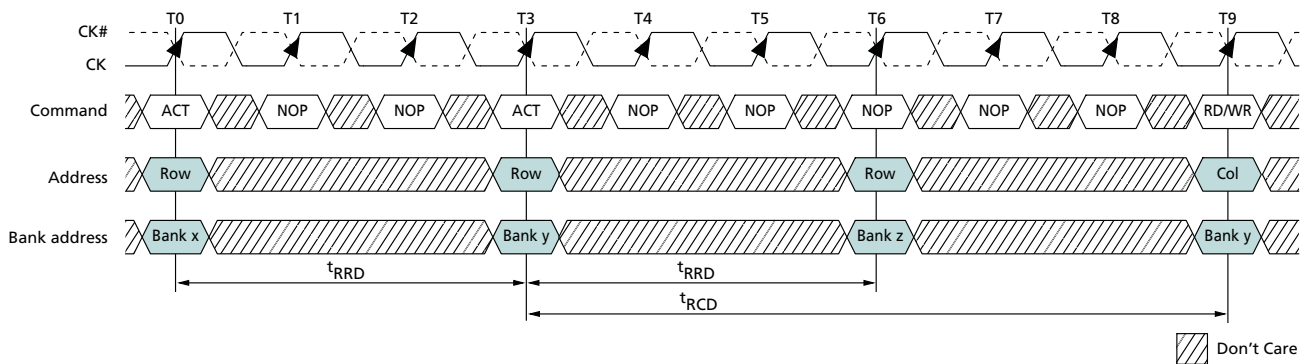 T0 T1 T2 T3 T4 T5 T6 T7 T8 T9
CK#
CK
Command ACT NOP NOP ACT NOP NOP NOP NOP NOP RD/WR
Address Row Row Row Col
Bank address Bank x Bank y Bank z Bank y
tRRD tRRD
tRCD
Don't Care